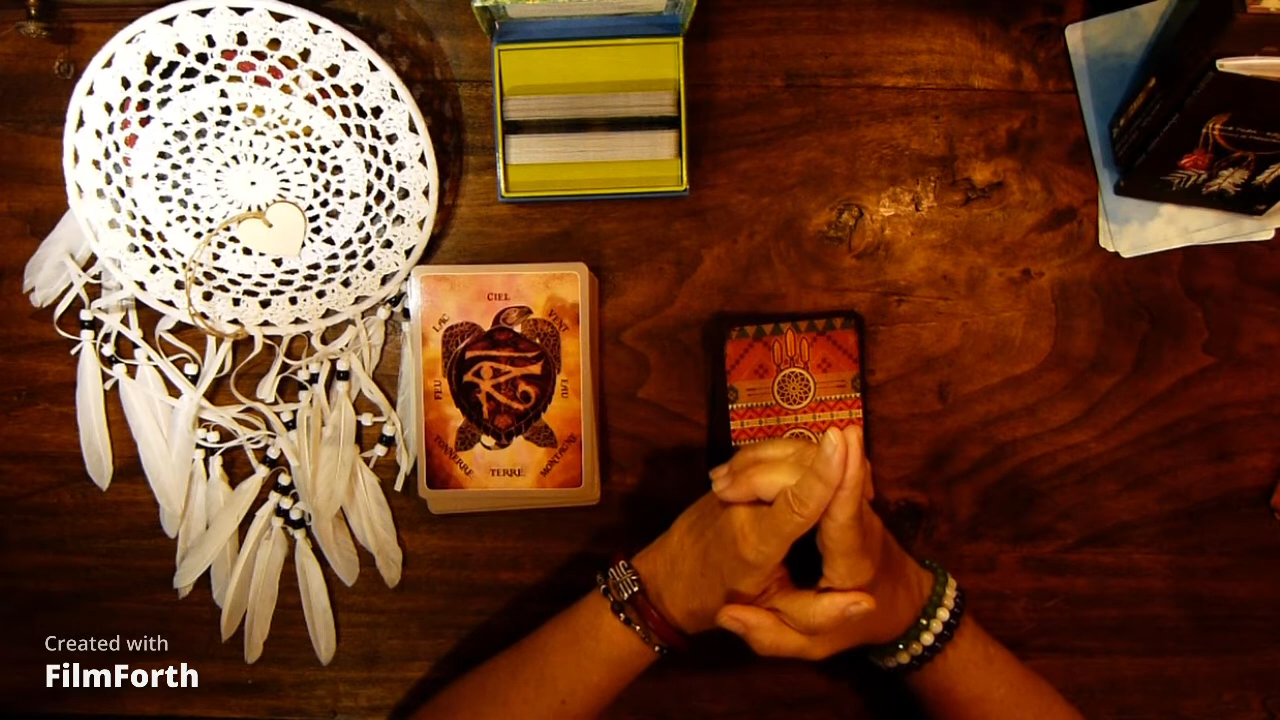 CIEL
LAC
VENT
FEU
EAU
TONNERRE
TERRE
MONTAGNE
Created with
FilmForth